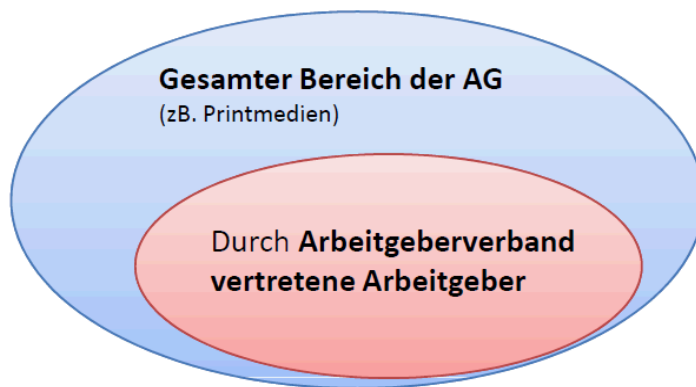 Gesamter Bereich der AG
(zB. Printmedien)
Durch Arbeitgeberverband
vertretene Arbeitgeber